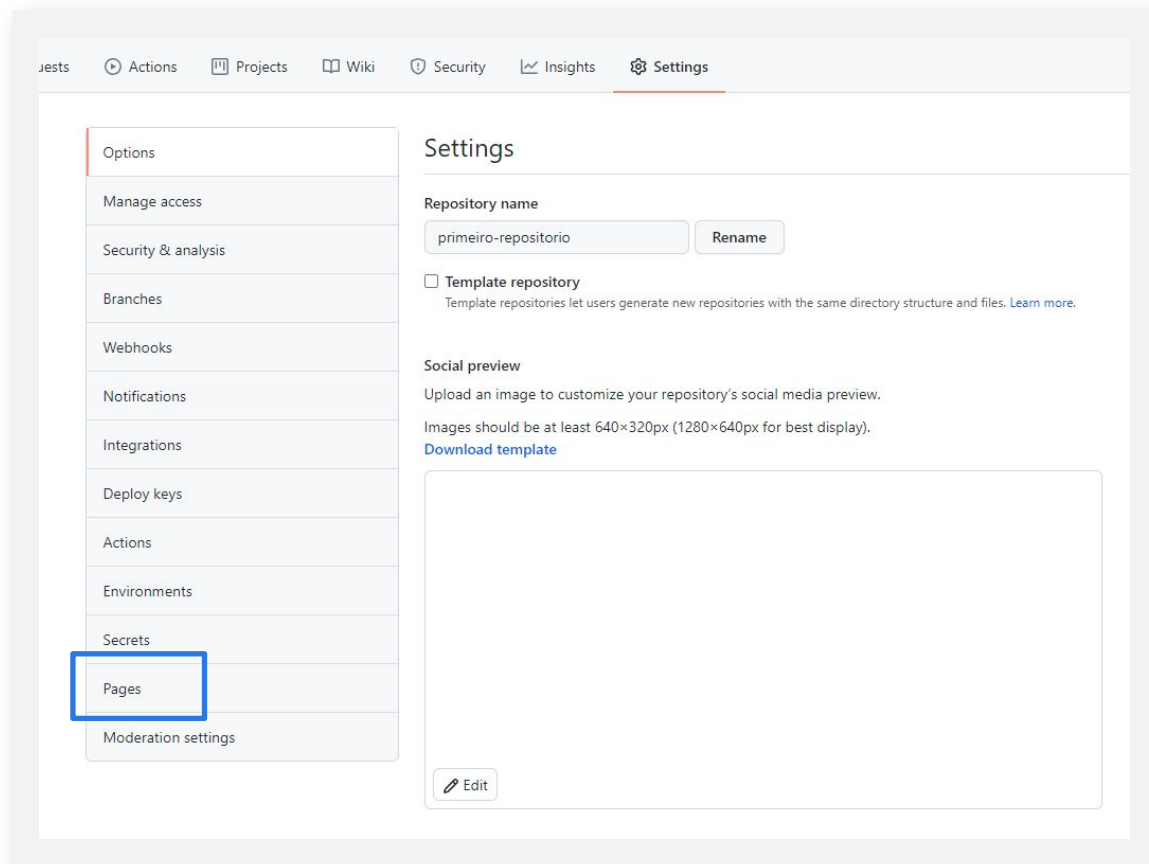 Actions Projects Wiki Security Insights Settings
Options
Manage access
Security & analysis
Branches
Webhooks
Notifications
Integrations
Deploy keys
Actions
Environments
Secrets
Pages
Moderation settings
Settings
Repository name
primeiro-repositorio Rename
Template repository
Template repositories let users generate new repositories with the same directory structure and files. Learn more.
Social preview
Upload an image to customize your repository's social media preview.
Images should be at least 640×320px (1280×640px for best display).
Download template
Edit